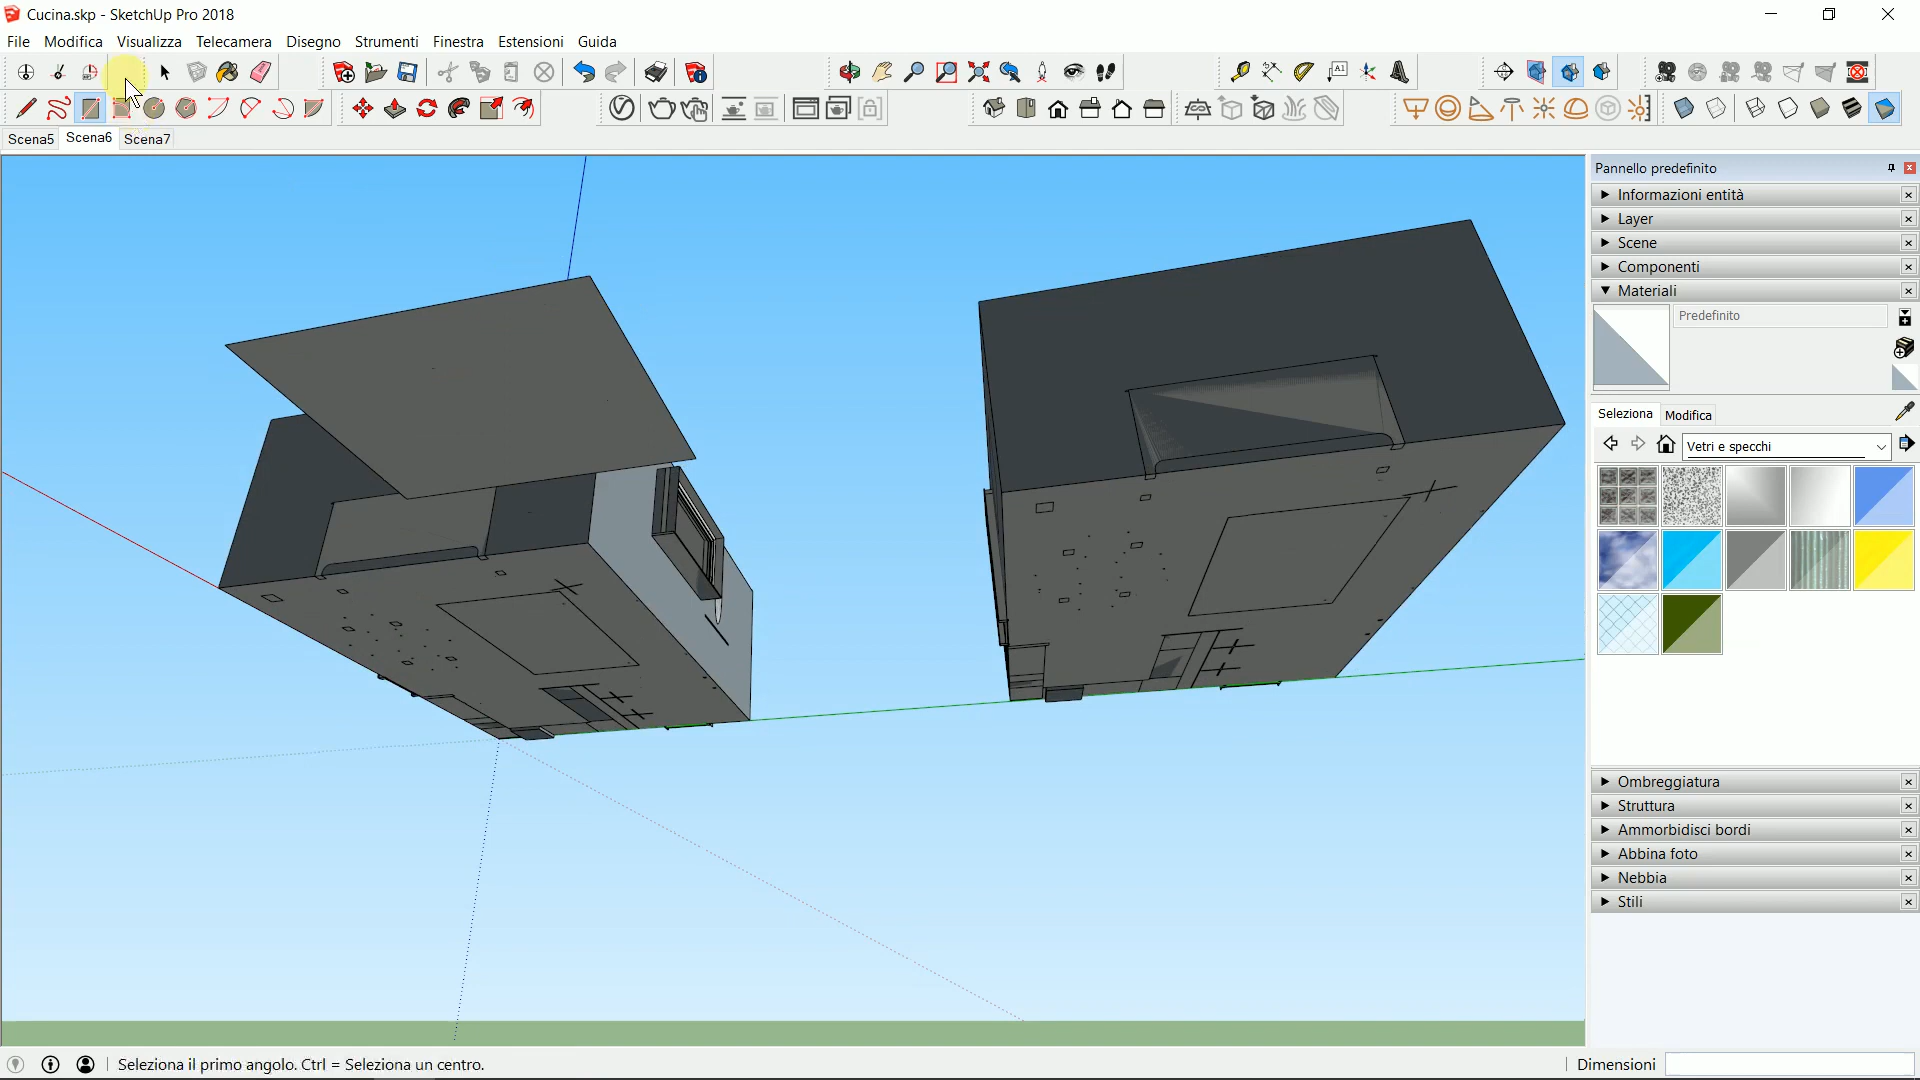 Cucina.skp - SketchUp Pro 2018
File Modifica Visualizza Telecamera Disegno Strumenti Finestra Estensioni Guida
Scena5 Scena6 Scena7
Pannello predefinito
Informazioni entità
Layer
Scene
Componenti
Materiali
Predefinito
Seleziona Modifica
Vetri e specchi
Ombreggiatura
Struttura
Ammorbidisci bordi
Abbina foto
Nebbia
Stili
Seleziona il primo angolo. Ctrl = Seleziona un centro.
Dimensioni